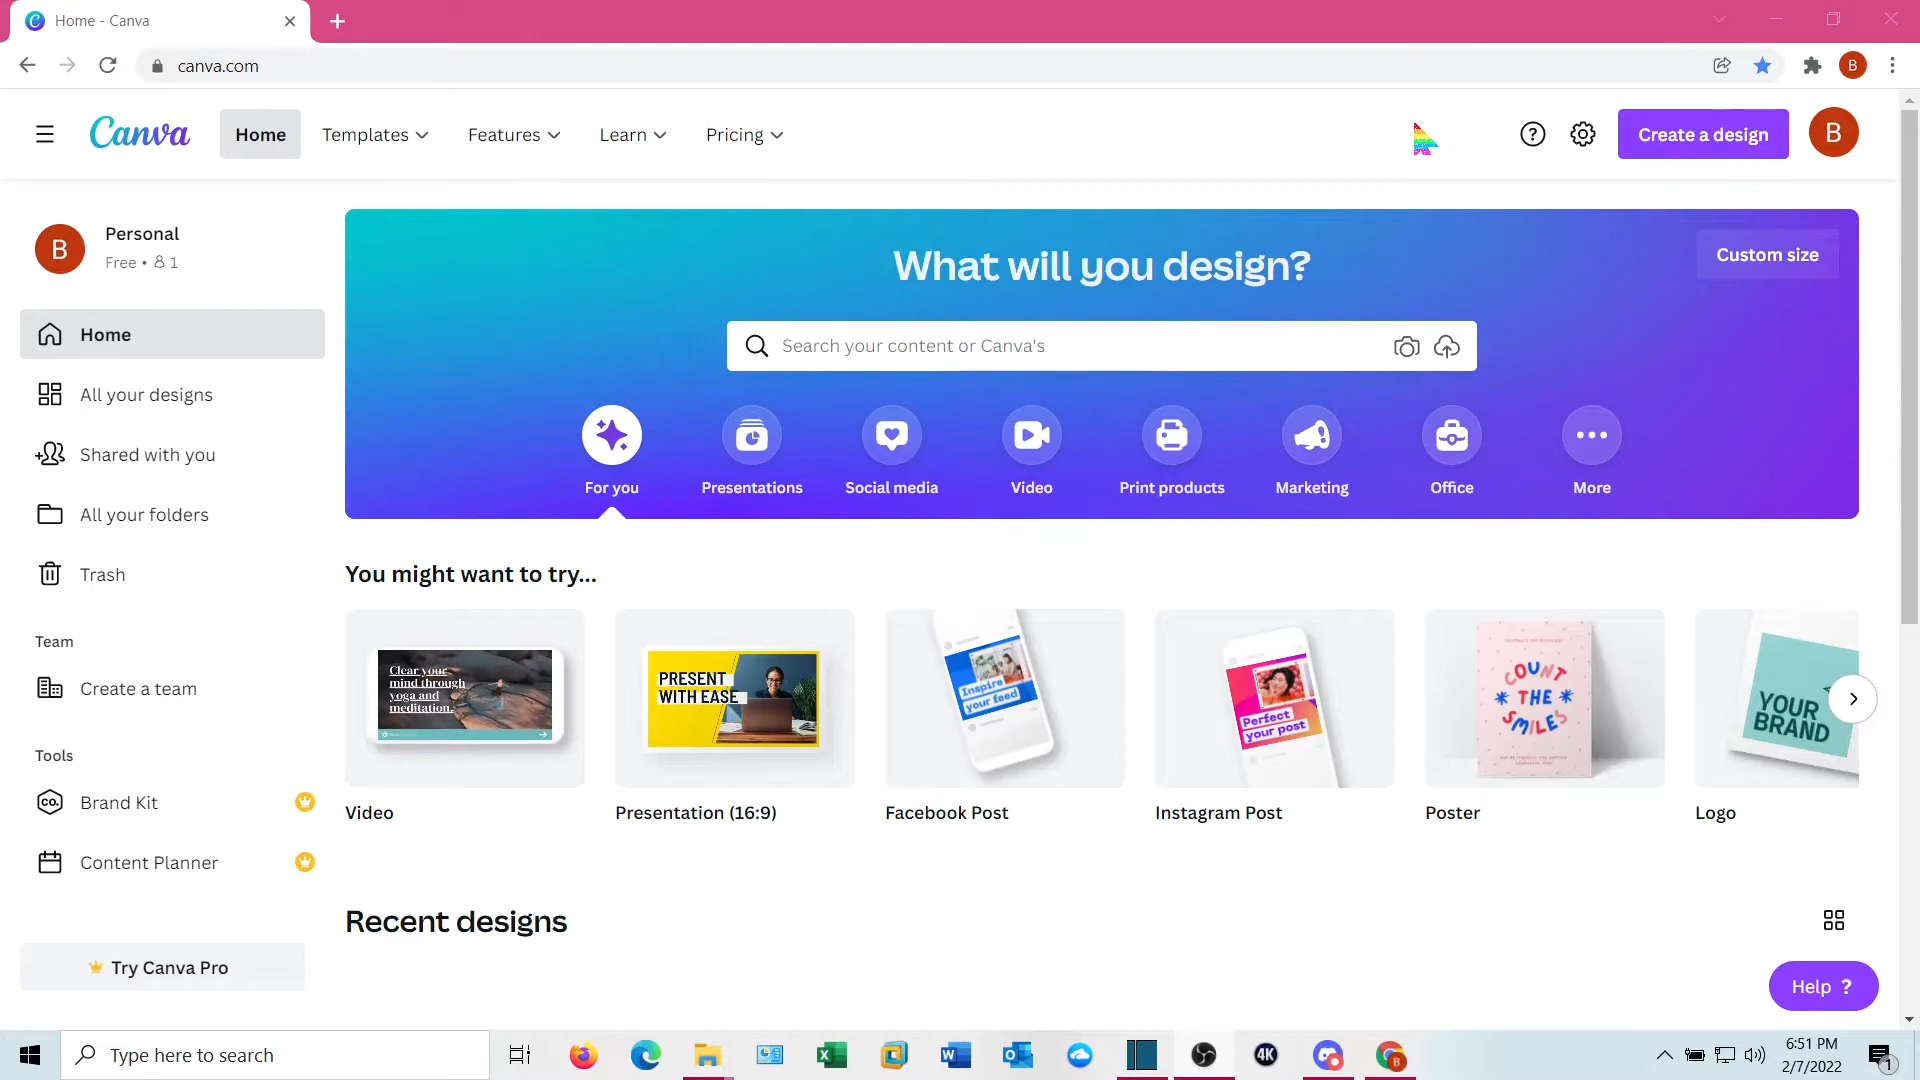 Home - Canva
canva.com
B
Canva
Home
Templates
Features
Learn
Pricing
Create a design
B
B
Personal
Free • 1
Home
All your designs
Shared with you
All your folders
Trash
Team
Create a team
Tools
CO.
Brand Kit
Content Planner
Try Canva Pro
What will you design?
Custom size
Search your content or Canva's
For you
Presentations
Social media
Video
Print products
Marketing
Office
More
You might want to try...
Clear your
mind through
yoga and
meditation.
PRESENT
WITH EASE
Inspire
your feed
Perfect
your post
COUNT
THE
SMILES
YOUR
BRAND
Video
Presentation (16:9)
Facebook Post
Instagram Post
Poster
Logo
Recent designs
Help ?
Type here to search
4K
B
6:51 PM
2/7/2022
1